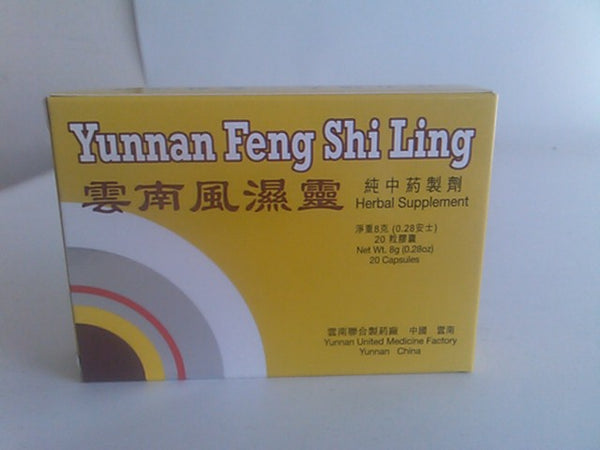 Yunnan Feng Shi Ling
雲南風濕靈
純中葯製劑
Herbal Supplement
淨重8克 (0.28安士)
20 粒膠囊
Net Wt. 8g (0.28oz)
20 Capsules
雲南聯合製葯廠 中國 雲南
Yunnan United Medicine Factory
Yunnan China